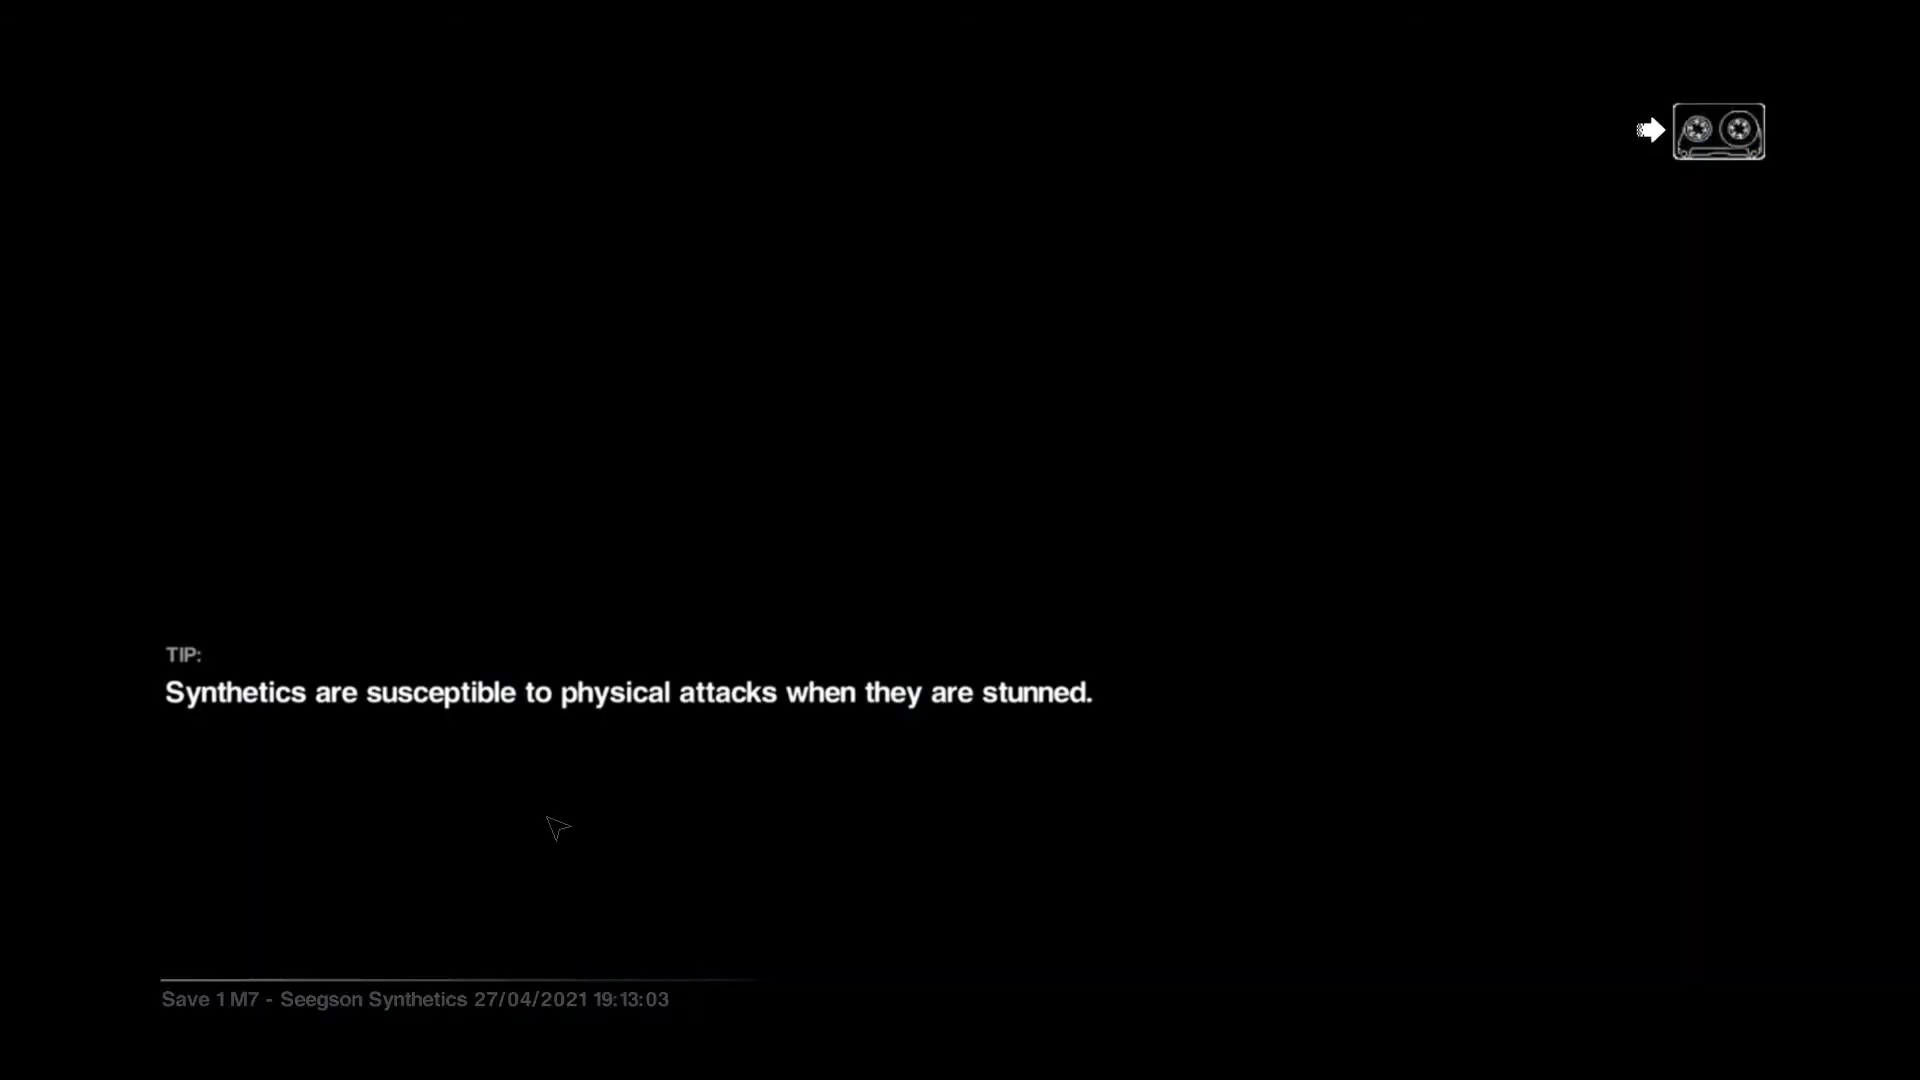 TIP:
Synthetics are susceptible to physical attacks when they are stunned.
Save 1 M7 - Seegson Synthetics 27/04/2021 19:13:03